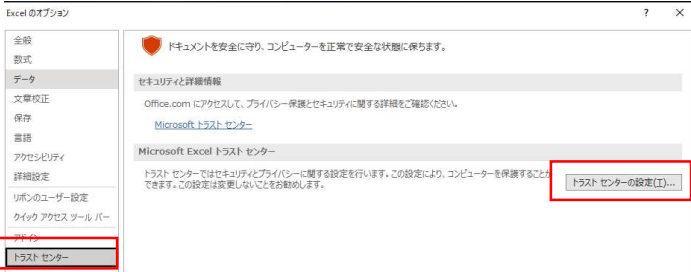 Excel のオプション
?
×
全般
数式
データ
文章校正
保存
言語
アクセシビリティ
詳細設定
リボンのユーザー設定
クイック アクセス ツール バー
アドイン
トラスト センター
ドキュメントを安全に守り、コンピューターを正常で安全な状態に保ちます。
セキュリティと詳細情報
Office.com にアクセスして、プライバシー保護とセキュリティに関する詳細をご確認ください。
Microsoft トラスト センター
Microsoft Excel トラスト センター
トラスト センターではセキュリティとプライバシーに関する設定を行います。この設定により、コンピューターを保護することが
できます。この設定は変更しないことをお勧めします。
トラスト センターの設定(T)...